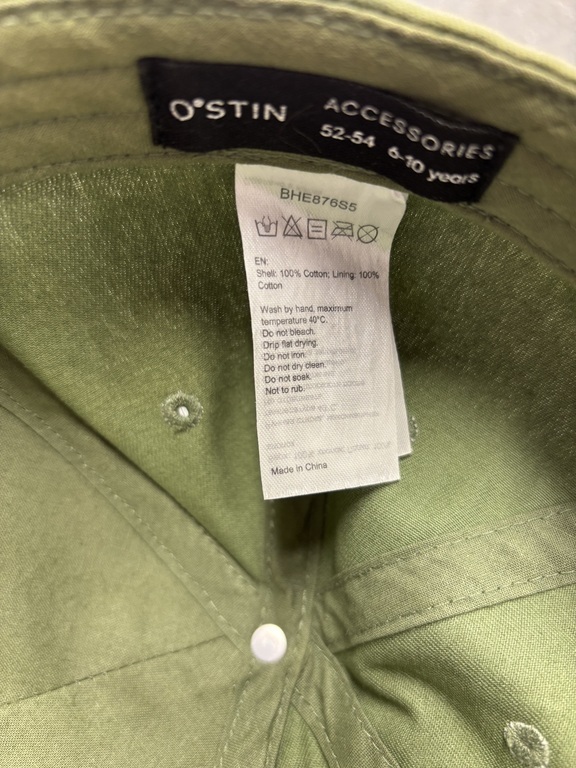 O°STIN ACCESSORIES
52-54 6-10 years
BHE876S5
EN:
Shell: 100% Cotton; Lining: 100%
Cotton
Wash by hand, maximum
temperature 40°C.
Do not bleach.
Drip flat drying.
Do not iron.
Do not dry clean.
Do not soak.
Not to rub.
Made in China